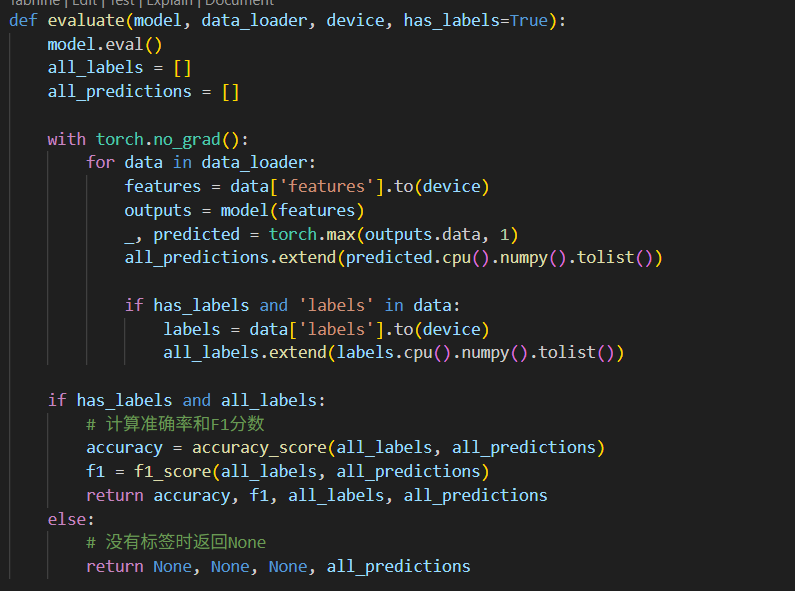 Tabnine | Edit | Test | Explain | Document
def evaluate(model, data_loader, device, has_labels=True):
    model.eval()
    all_labels = []
    all_predictions = []

    with torch.no_grad():
        for data in data_loader:
            features = data['features'].to(device)
            outputs = model(features)
            _, predicted = torch.max(outputs.data, 1)
            all_predictions.extend(predicted.cpu().numpy().tolist())

            if has_labels and 'labels' in data:
                labels = data['labels'].to(device)
                all_labels.extend(labels.cpu().numpy().tolist())

    if has_labels and all_labels:
        # 计算准确率和F1分数
        accuracy = accuracy_score(all_labels, all_predictions)
        f1 = f1_score(all_labels, all_predictions)
        return accuracy, f1, all_labels, all_predictions
    else:
        # 没有标签时返回None
        return None, None, None, all_predictions